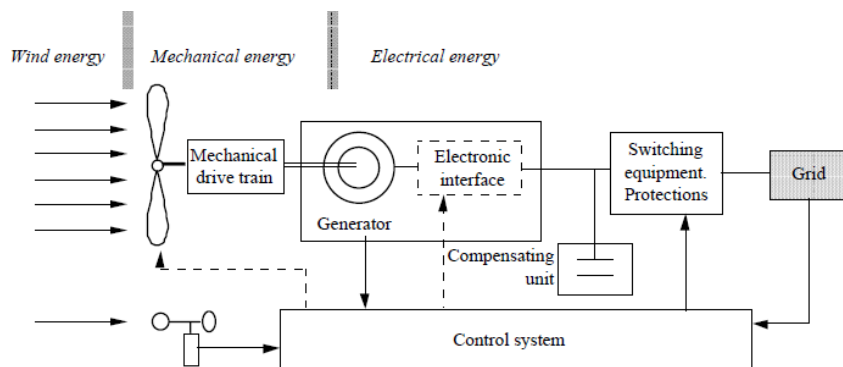 Wind energy
Mechanical energy
Electrical energy
Mechanical
drive train
Generator
Electronic
interface
Switching
equipment.
Protections
Grid
Compensating
unit
Control system